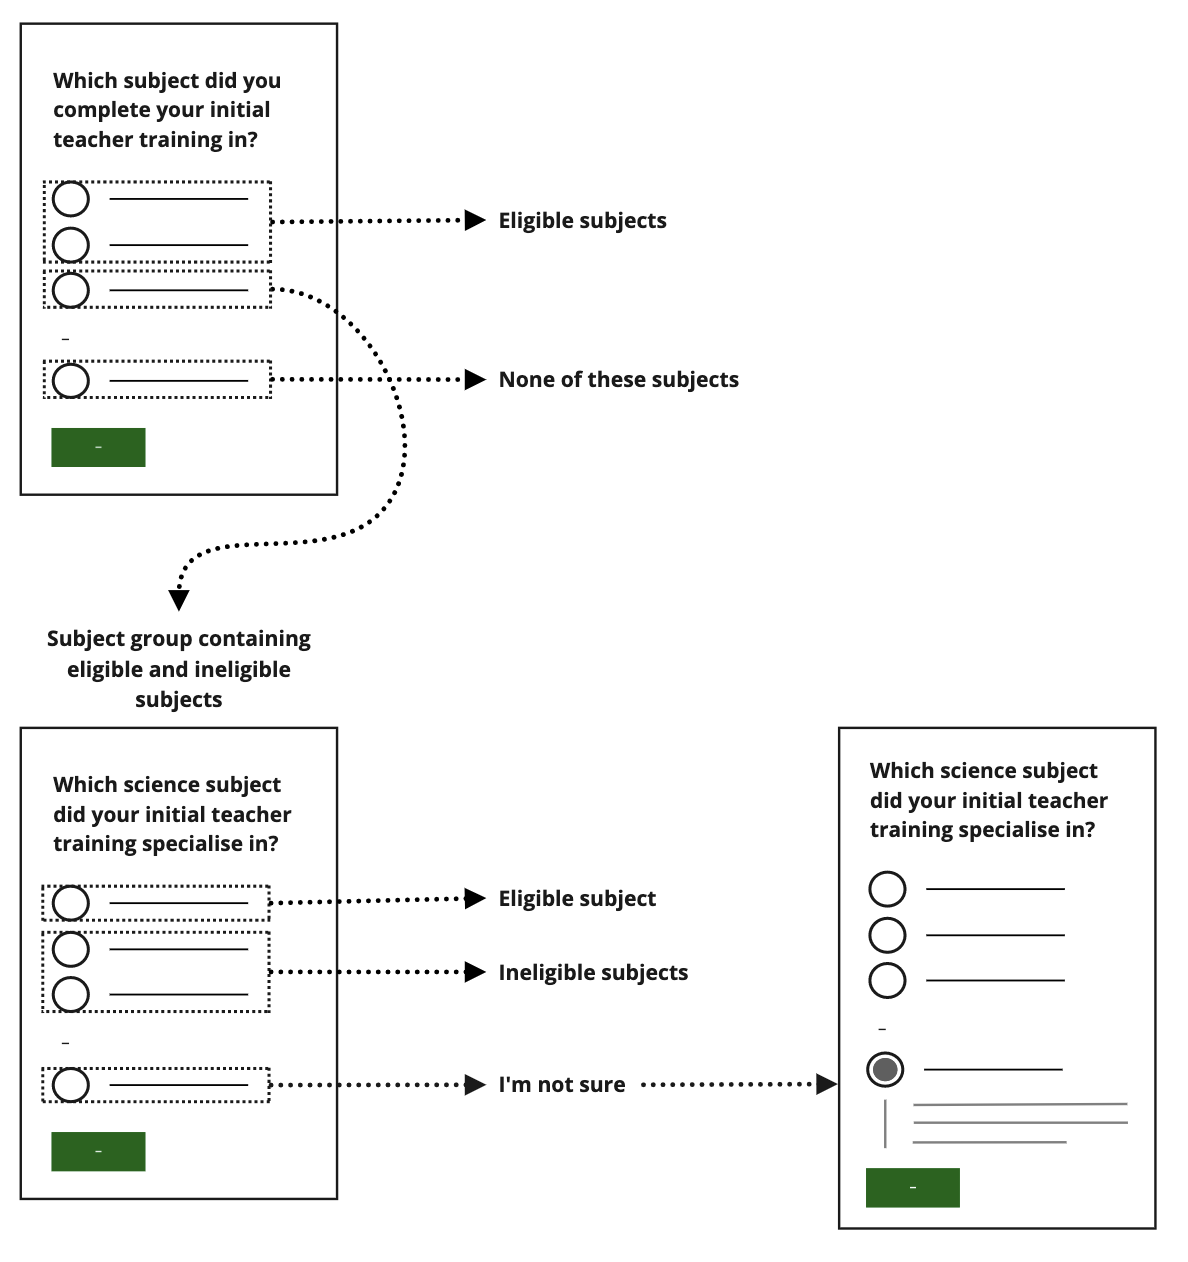 Which subject did you
complete your initial
teacher training in?
Eligible subjects
–
None of these subjects
–
Subject group containing
eligible and ineligible
subjects
Which science subject
did your initial teacher
training specialise in?
Eligible subject
Ineligible subjects
–
I'm not sure
–
Which science subject
did your initial teacher
training specialise in?
–
–